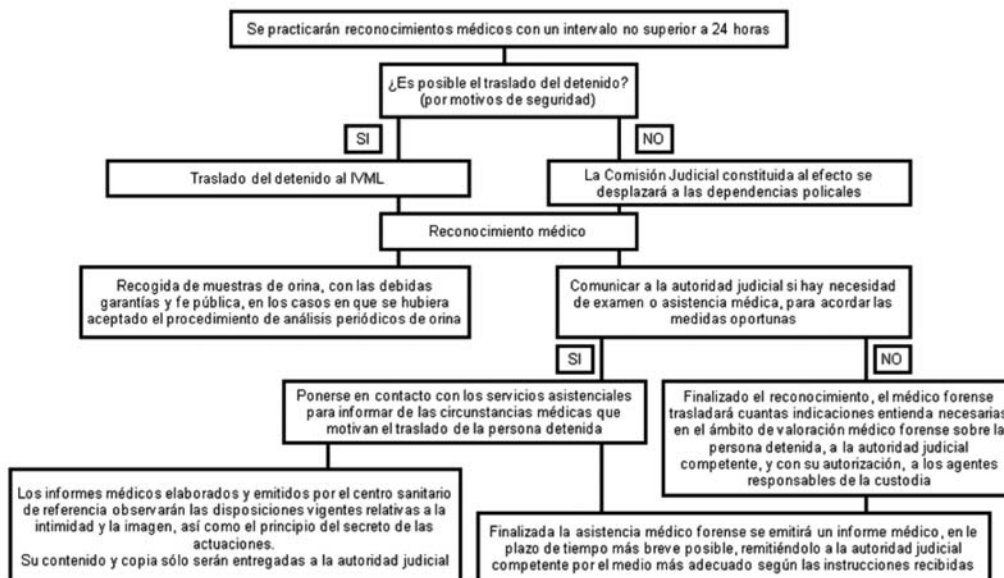 Se practicarán reconocimientos médicos con un intervalo no superior a 24 horas
¿Es posible el traslado del detenido?
(por motivos de seguridad)
SI
NO
Traslado del detenido al IVML
La Comisión Judicial constituida al efecto se
desplazará a las dependencias policales
Reconocimiento médico
Recogida de muestras de orina, con las debidas
garantías y fe pública, en los casos en que se hubiera
aceptado el procedimiento de análisis periódicos de orina
Comunicar a la autoridad judicial si hay necesidad
de examen o asistencia médica, para acordar las
medidas oportunas
SI
NO
Ponerse en contacto con los servicios asistenciales
para informar de las circunstancias médicas que
motivan el traslado de la persona detenida
Finalizado el reconocimiento, el médico forense
trasladará cuantas indicaciones entienda necesarias
en el ámbito de valoración médico forense sobre la
persona detenida, a la autoridad judicial
competente, y con su autorización, a los agentes
responsables de la custodia
Los informes médicos elaborados y emitidos por el centro sanitario
de referencia observarán las disposiciones vigentes relativas a la
intimidad y la imagen, así como el principio del secreto de las
actuaciones.
Su contenido y copia sólo serán entregadas a la autoridad judicial
Finalizada la asistencia médico forense se emitirá un informe médico, en le
plazo de tiempo más breve posible, remitiéndolo a la autoridad judicial
competente por el medio más adecuado según las instrucciones recibidas